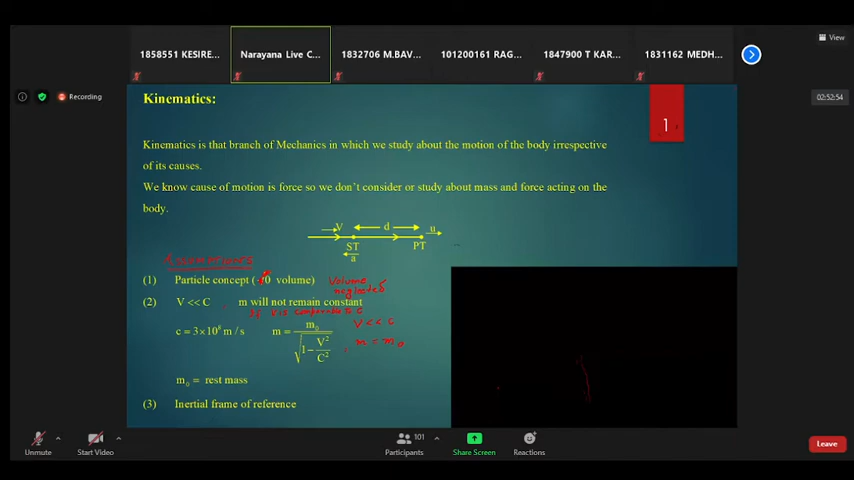 View
1858551 KESIRE...
Narayana Live C...
1832706 M.BAV...
101200161 RAG...
1847900 T KAR...
1831162 MEDH...
Recording
02:52:54
Kinematics:
1
Kinematics is that branch of Mechanics in which we study about the motion of the body irrespective
of its causes.
We know cause of motion is force so we don't consider or study about mass and force acting on the
body.
V d u
ST PT
a
Assumptions
(1) Particle concept ( 0 volume) Volume
neglected
(2) V << C m will not remain constant
If V is comparable to C
V << C
c = 3×10⁸ m / s m = m₀ / √(1 − V²/C²)
m = m₀
m₀ = rest mass
(3) Inertial frame of reference
101
Unmute
Start Video
Participants
Share Screen
Reactions
Leave